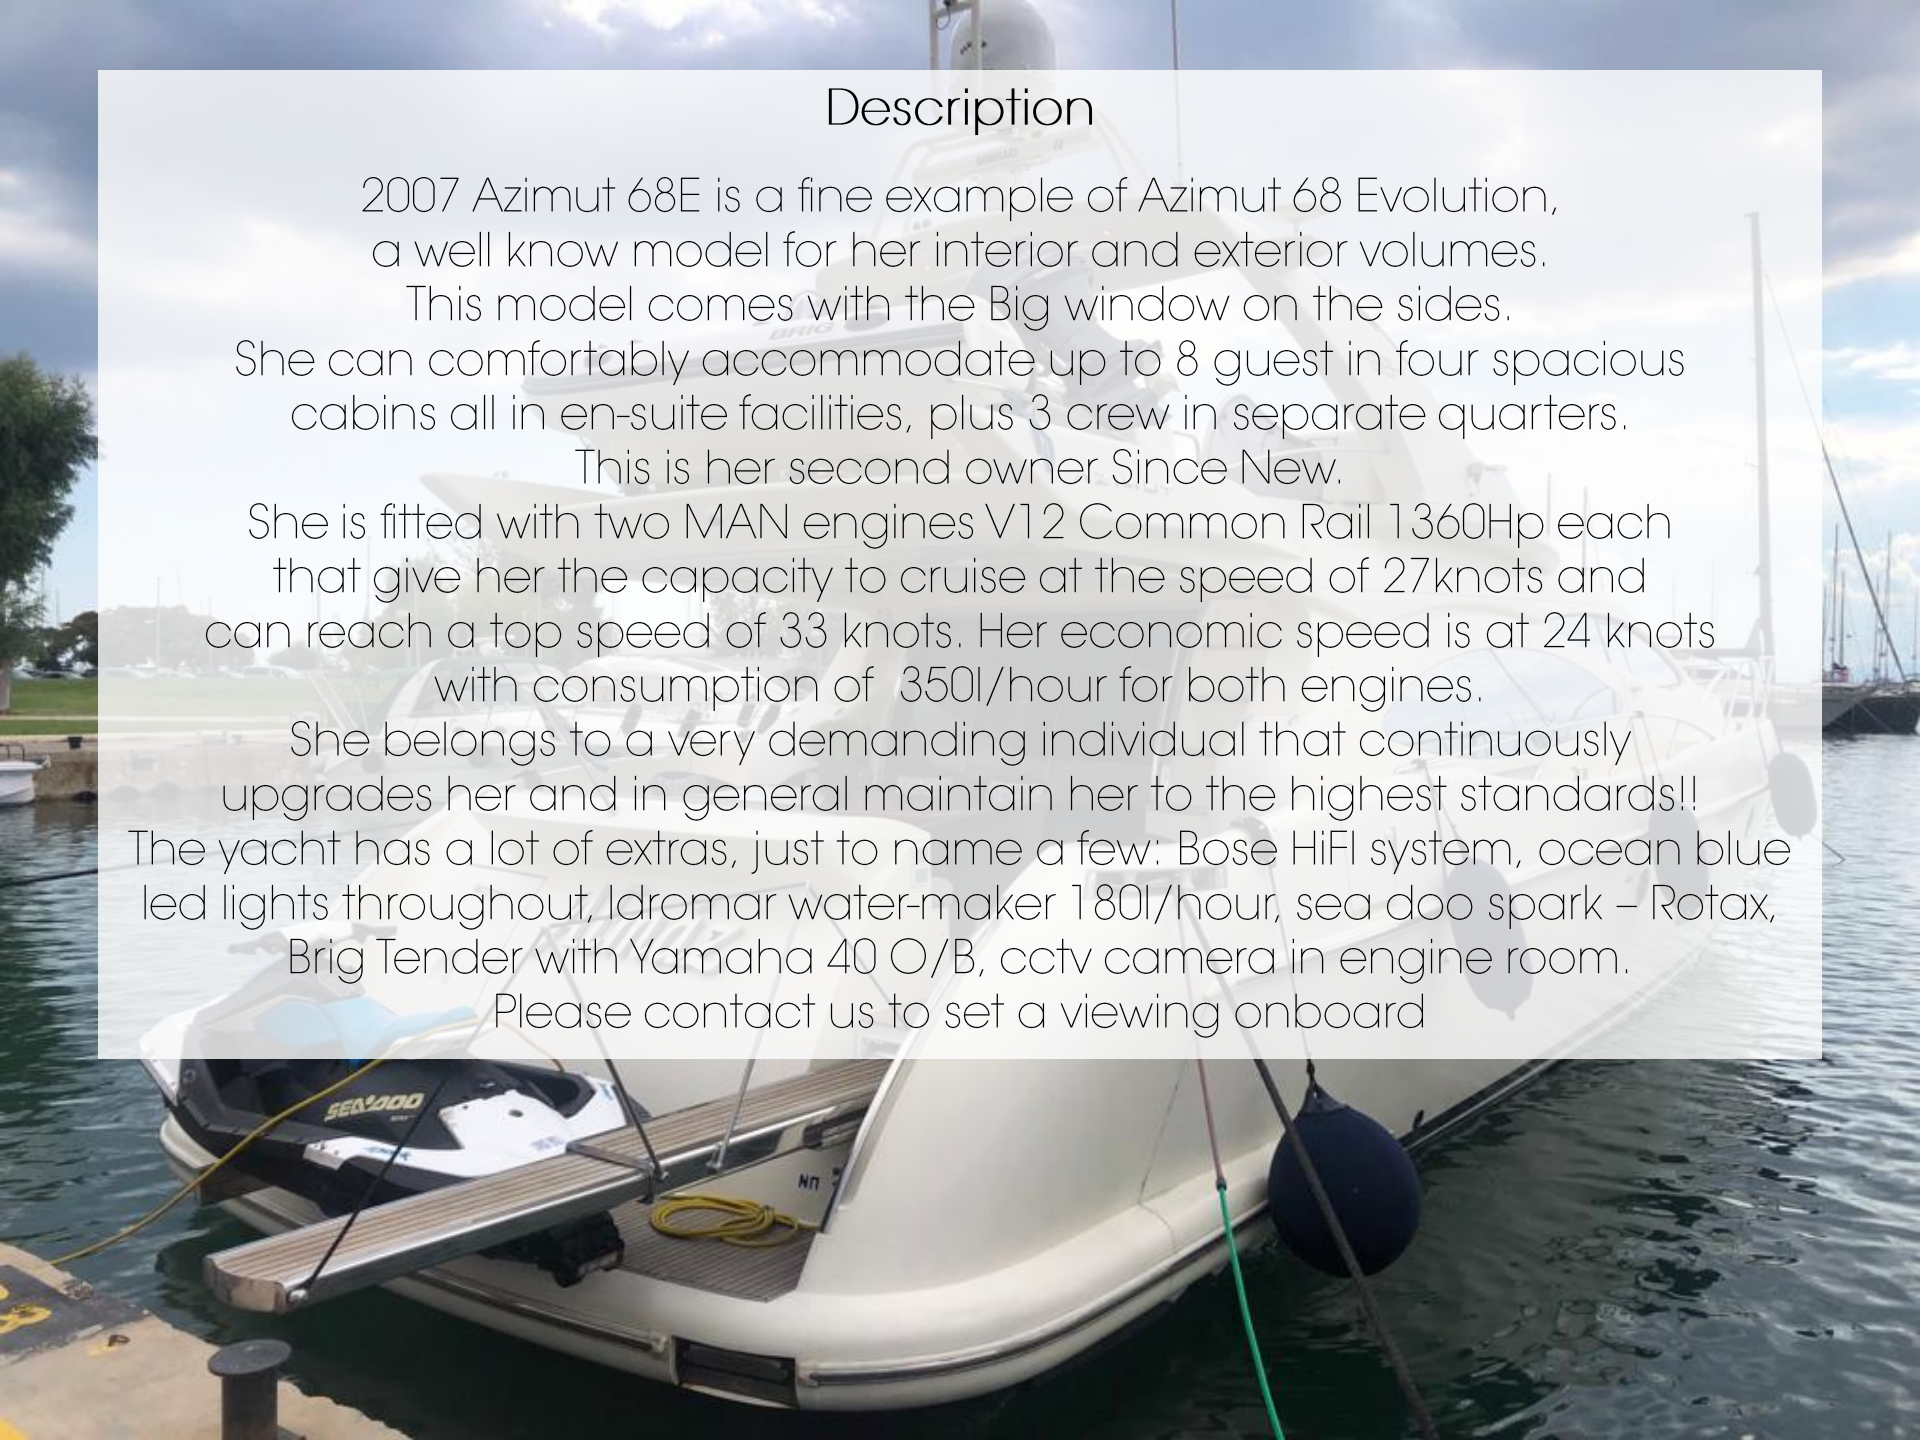 Description
2007 Azimut 68E is a fine example of Azimut 68 Evolution,
a well know model for her interior and exterior volumes.
This model comes with the Big window on the sides.
She can comfortably accommodate up to 8 guest in four spacious
cabins all in en-suite facilities, plus 3 crew in separate quarters.
This is her second owner Since New.
She is fitted with two MAN engines V12 Common Rail 1360Hp each
that give her the capacity to cruise at the speed of 27knots and
can reach a top speed of 33 knots. Her economic speed is at 24 knots
with consumption of 350l/hour for both engines.
She belongs to a very demanding individual that continuously
upgrades her and in general maintain her to the highest standards!!
The yacht has a lot of extras, just to name a few: Bose HiFI system, ocean blue
led lights throughout, Idromar water-maker 180l/hour, sea doo spark – Rotax,
Brig Tender with Yamaha 40 O/B, cctv camera in engine room.
Please contact us to set a viewing onboard
SIMRAD
BRIG
SEA-DOO
ΝΠ